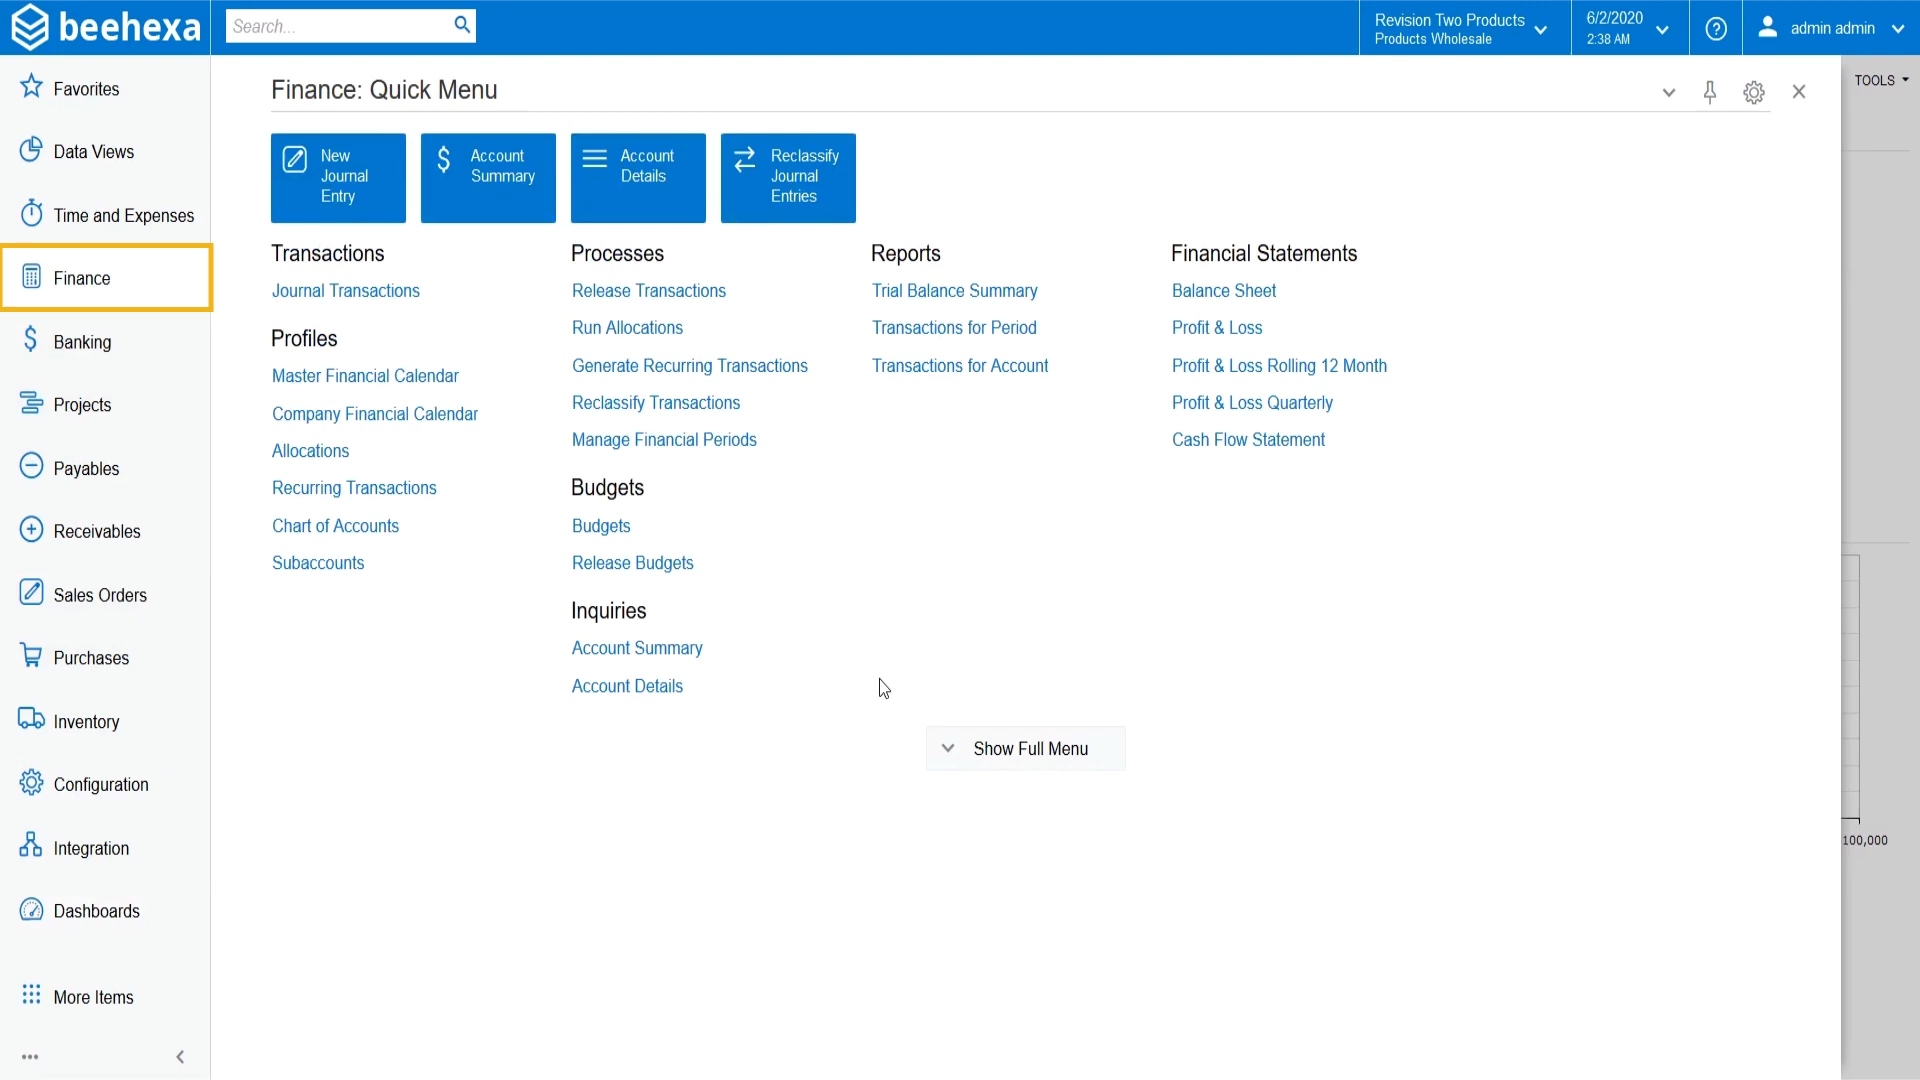 beehexa
Search...
Revision Two Products
Products Wholesale
6/2/2020
2:38 AM
admin admin
Favorites
Data Views
Time and Expenses
Finance
Banking
Projects
Payables
Receivables
Sales Orders
Purchases
Inventory
Configuration
Integration
Dashboards
More Items
Finance: Quick Menu
TOOLS
New
Journal
Entry
Account
Summary
Account
Details
Reclassify
Journal
Entries
Transactions
Journal Transactions
Profiles
Master Financial Calendar
Company Financial Calendar
Allocations
Recurring Transactions
Chart of Accounts
Subaccounts
Processes
Release Transactions
Run Allocations
Generate Recurring Transactions
Reclassify Transactions
Manage Financial Periods
Budgets
Budgets
Release Budgets
Inquiries
Account Summary
Account Details
Reports
Trial Balance Summary
Transactions for Period
Transactions for Account
Financial Statements
Balance Sheet
Profit & Loss
Profit & Loss Rolling 12 Month
Profit & Loss Quarterly
Cash Flow Statement
Show Full Menu
100,000